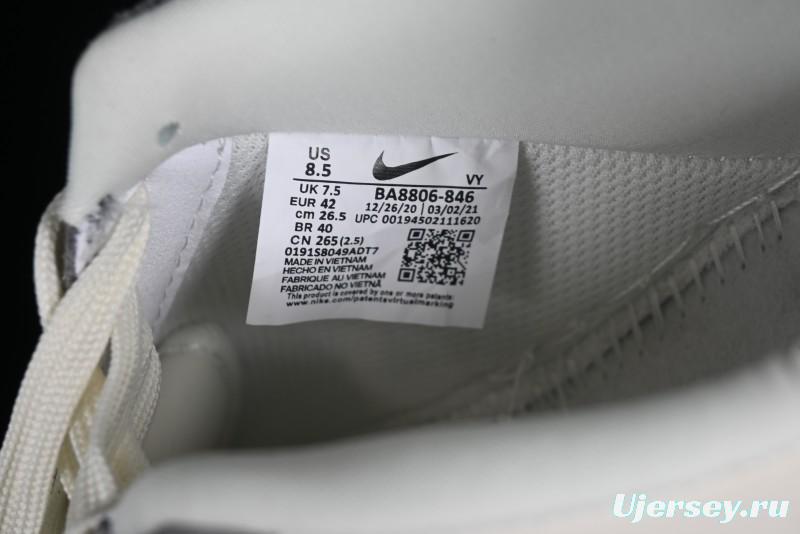 US
8.5
VY
UK 7.5
BA8806-846
EUR 42
12/26/20 | 03/02/21
cm 26.5
UPC 00194502111620
BR 40
CN 265(2.5)
0191S8049ADT7
MADE IN VIETNAM
HECHO EN VIETNAM
FABRIQUE AU VIETNAM
FABRICADO NO VIETNÃ
This product is covered by one or more patents:
www.nike.com/patentsvirtualmarking
Ujersey.ru